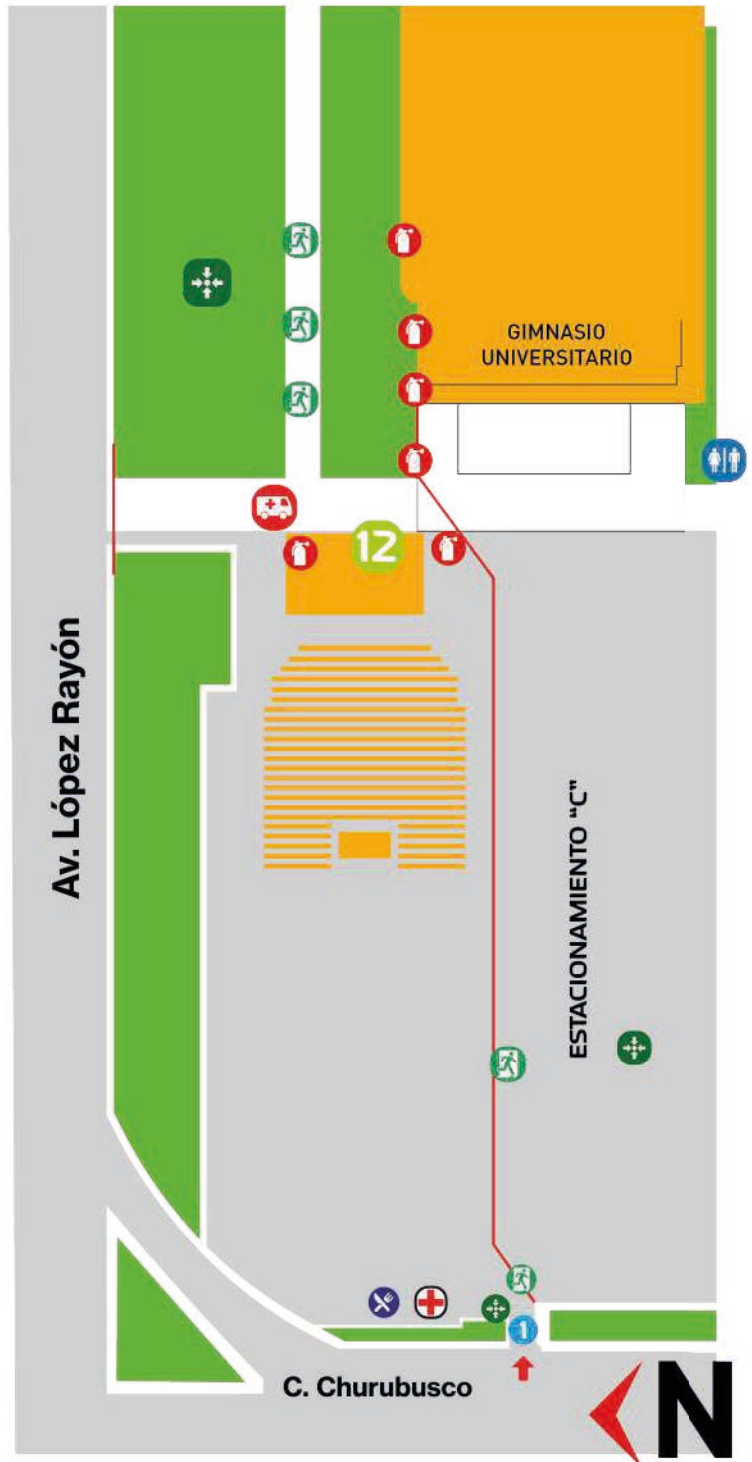 GIMNASIO
UNIVERSITARIO
12
Av. López Rayón
ESTACIONAMIENTO "C"
1
C. Churubusco
N